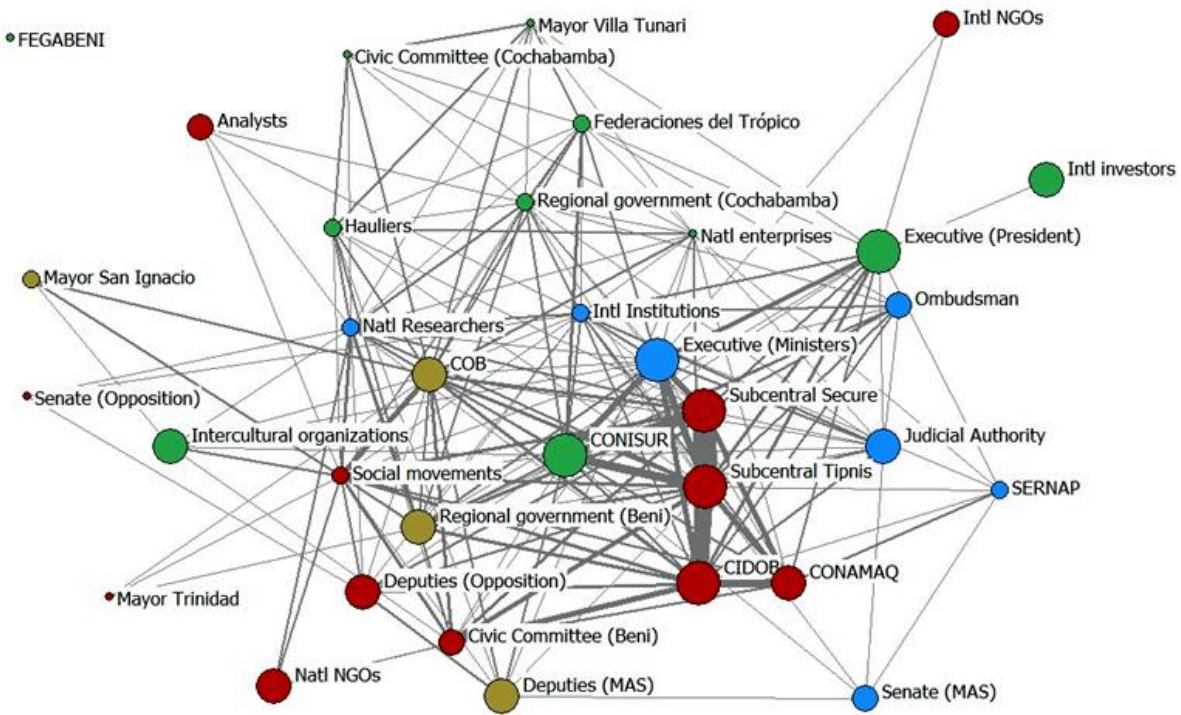 Mayor Villa Tunari
Intl NGOs
FEGABENI
Civic Committee (Cochabamba)
Analysts
Federaciones del Trópico
Intl investors
Regional government (Cochabamba)
Hauliers
Natl enterprises
Executive (President)
Mayor San Ignacio
Ombudsman
Natl Researchers
Intl Institutions
Executive (Ministers)
COB
Senate (Opposition)
Subcentral Secure
Intercultural organizations
CONISUR
Judicial Authority
Social movements
Subcentral Tipnis
SERNAP
Regional government (Beni)
CIDOB
CONAMAQ
Deputies (Opposition)
Mayor Trinidad
Civic Committee (Beni)
Natl NGOs
Deputies (MAS)
Senate (MAS)